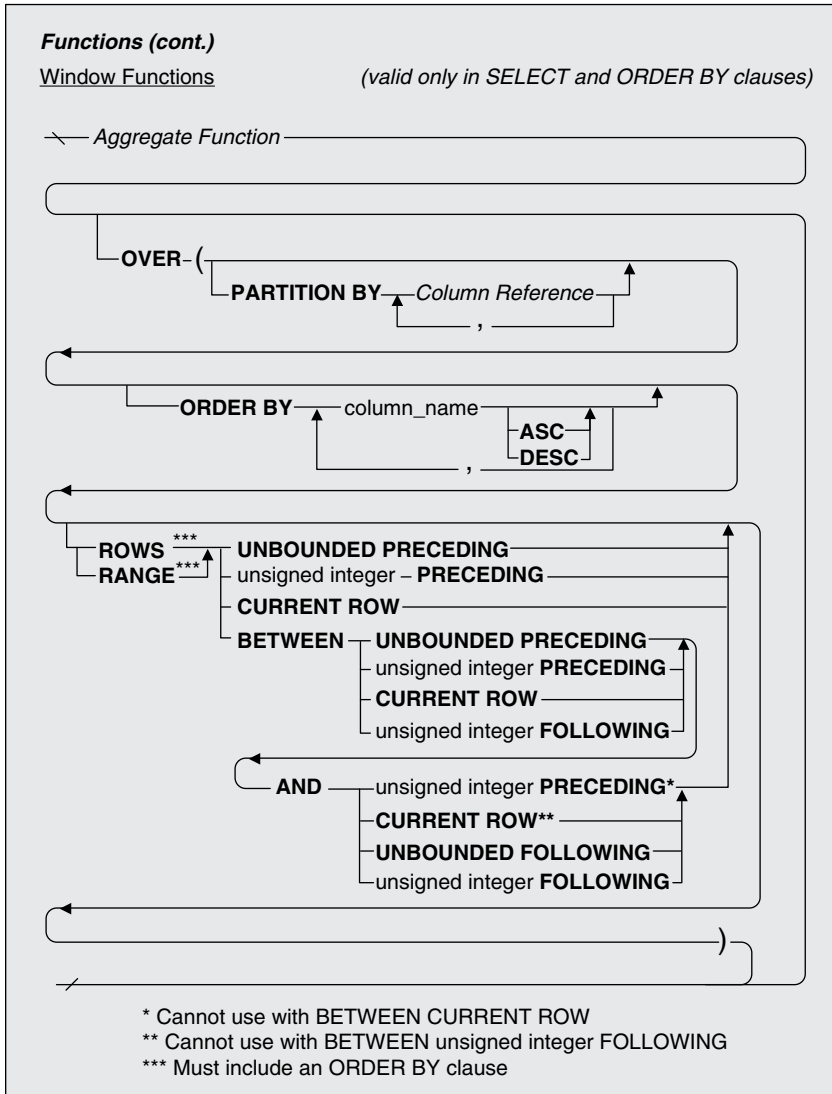 Functions (cont.)
Window Functions (valid only in SELECT and ORDER BY clauses)
Aggregate Function
OVER (
PARTITION BY Column Reference
,
ORDER BY column_name
ASC
DESC
,
ROWS *** UNBOUNDED PRECEDING
RANGE *** unsigned integer PRECEDING
CURRENT ROW
BETWEEN UNBOUNDED PRECEDING
unsigned integer PRECEDING
CURRENT ROW
unsigned integer FOLLOWING
AND unsigned integer PRECEDING*
CURRENT ROW**
UNBOUNDED FOLLOWING
unsigned integer FOLLOWING
)
* Cannot use with BETWEEN CURRENT ROW
** Cannot use with BETWEEN unsigned integer FOLLOWING
*** Must include an ORDER BY clause